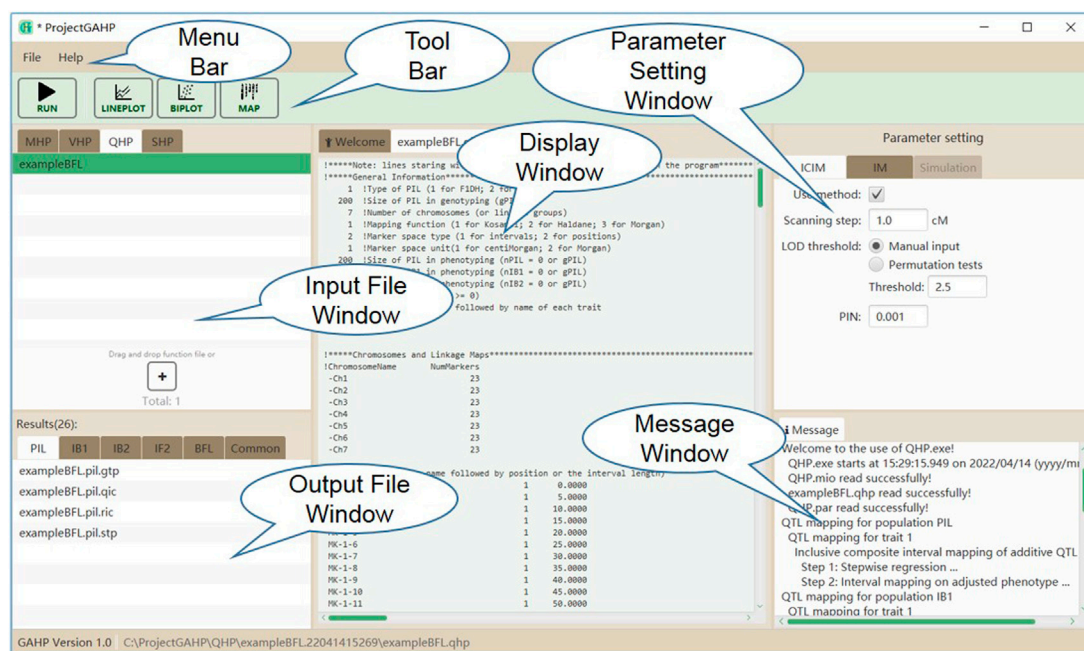 * ProjectGAHP
Menu
Bar
Tool
Bar
Parameter
Setting
Window
File Help
RUN LINEPLOT BIPLOT MAP
MHP VHP QHP SHP
exampleBFL
Input File
Window
Drag and drop function file or
+
Total: 1
Results(26):
PIL IB1 IB2 IF2 BFL Common
exampleBFL.pil.gtp
exampleBFL.pil.qic
exampleBFL.pil.ric
exampleBFL.pil.stp
Output File
Window
Welcome exampleBFL
Display
Window
!*****Note: lines staring the program*******
!*****General Information*****
1 !Type of PIL (1 for F1DH; 2
200 !Size of PIL in genotyping
7 !Number of chromosomes (or groups)
1 !Mapping function (1 for 2 for Haldane; 3 for Morgan)
2 !Marker space type (1 for intervals; 2 for positions)
1 !Marker space unit(1 for centiMorgan; 2 for Morgan)
200 !Size of PIL in phenotyping (nPIL = 0 or gPIL)
in phenotyping (nIB1 = 0 or gPIL)
phenotyping (nIB2 = 0 or gPIL)
>= 0)
followed by name of each trait
!*****Chromosomes and Linkage Maps*****
!ChromosomeName NumMarkers
-Ch1 23
-Ch2 23
-Ch3 23
-Ch4 23
-Ch5 23
-Ch6 23
-Ch7 23
name followed by position or the interval length)
1 0.0000
1 5.0000
1 10.0000
1 15.0000
1 20.0000
MK-1-6 1 25.0000
MK-1-7 1 30.0000
MK-1-8 1 35.0000
MK-1-9 1 40.0000
MK-1-10 1 45.0000
MK-1-11 1 50.0000
Parameter setting
ICIM IM Simulation
method:
Scanning step: 1.0 cM
LOD threshold: Manual input
Permutation tests
Threshold: 2.5
PIN: 0.001
Message
Window
Message
Welcome to the use of QHP.exe!
QHP.exe starts at 15:29:15.949 on 2022/04/14
QHP.mio read successfully!
exampleBFL.qhp read successfully!
QHP.par read successfully!
QTL mapping for population PIL
QTL mapping for trait 1
Inclusive composite interval mapping of additive QTL
Step 1: Stepwise regression ...
Step 2: Interval mapping on adjusted phenotype ...
QTL mapping for population IB1
QTL mapping for trait 1
GAHP Version 1.0 C:\ProjectGAHP\QHP\exampleBFL.22041415269\exampleBFL.qhp